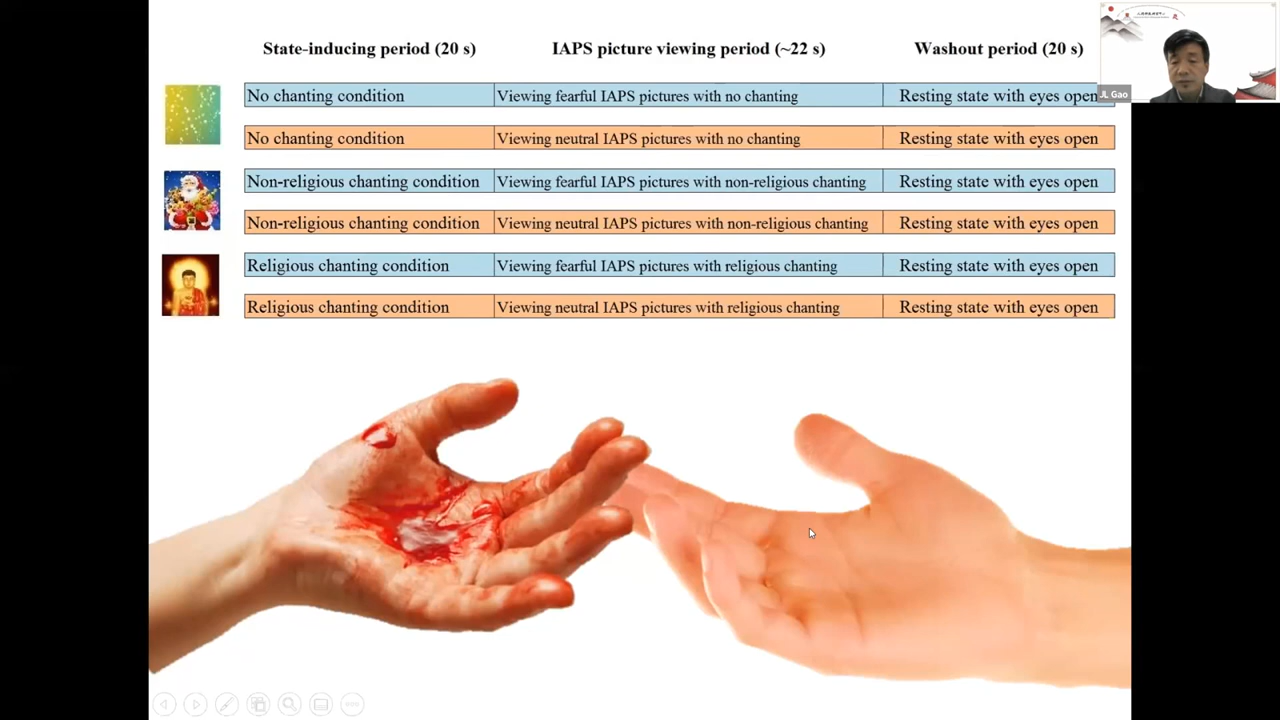 State-inducing period (20 s) IAPS picture viewing period (~22 s) Washout period (20 s)
No chanting condition Viewing fearful IAPS pictures with no chanting Resting state with eyes open
No chanting condition Viewing neutral IAPS pictures with no chanting Resting state with eyes open
Non-religious chanting condition Viewing fearful IAPS pictures with non-religious chanting Resting state with eyes open
Non-religious chanting condition Viewing neutral IAPS pictures with non-religious chanting Resting state with eyes open
Religious chanting condition Viewing fearful IAPS pictures with religious chanting Resting state with eyes open
Religious chanting condition Viewing neutral IAPS pictures with religious chanting Resting state with eyes open
JL Gao